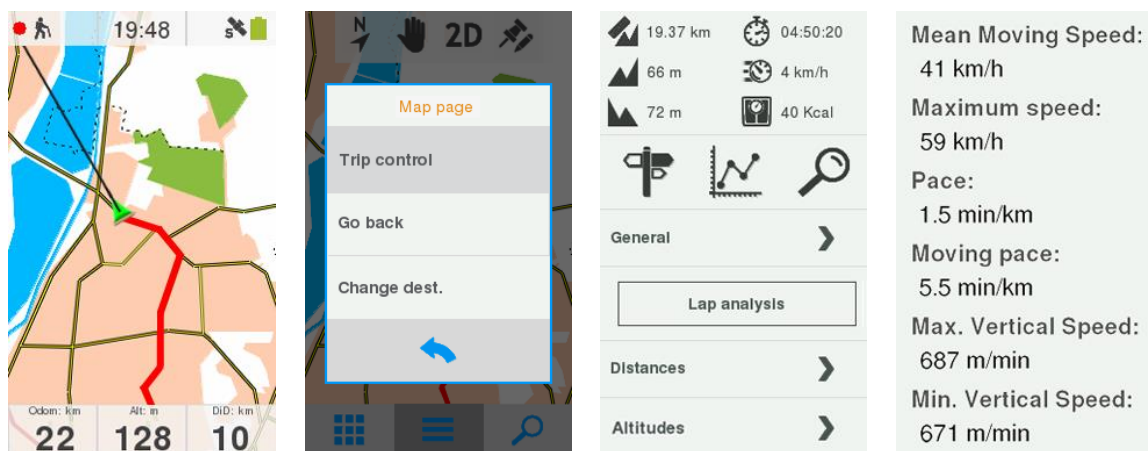 19:48
S
Odom: km
Alt: m
DiD: km
22
128
10
N
2D
Map page
Trip control
Go back
Change dest.
19.37 km
04:50:20
66 m
4 km/h
72 m
40 Kcal
General
Lap analysis
Distances
Altitudes
Mean Moving Speed:
41 km/h
Maximum speed:
59 km/h
Pace:
1.5 min/km
Moving pace:
5.5 min/km
Max. Vertical Speed:
687 m/min
Min. Vertical Speed:
671 m/min